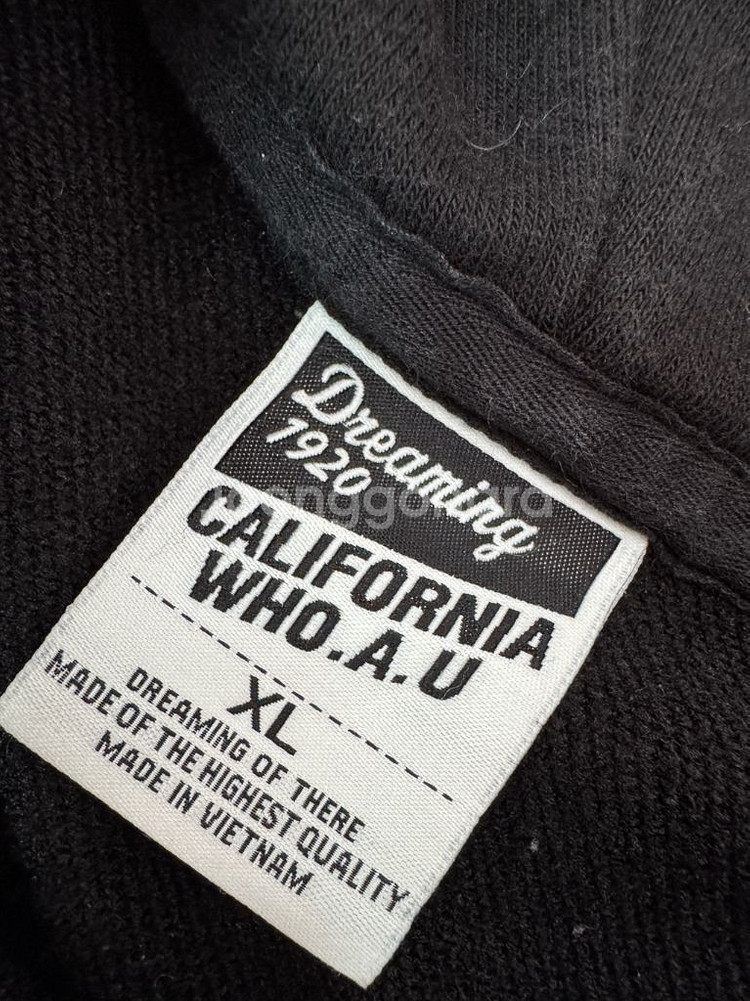 Dreaming
1920
CALIFORNIA
WHO.A.U
XL
DREAMING OF THERE
MADE OF THE HIGHEST QUALITY
MADE IN VIETNAM